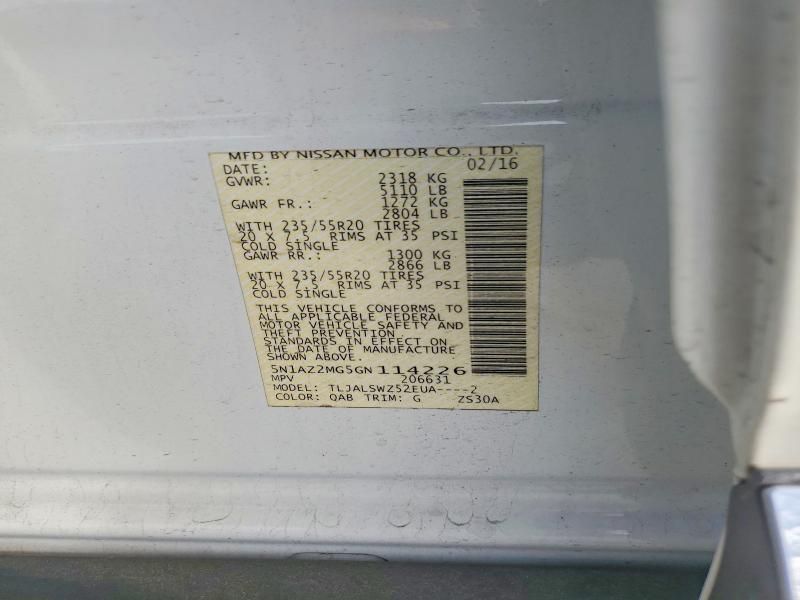 MFD BY NISSAN MOTOR CO., LTD.
DATE: 02/16
GVWR: 2318 KG
5110 LB
GAWR FR.: 1272 KG
2804 LB
WITH 235/55R20 TIRES
20 X 7.5 RIMS AT 35 PSI
COLD SINGLE
GAWR RR.: 1300 KG
2866 LB
WITH 235/55R20 TIRES
20 X 7.5 RIMS AT 35 PSI
COLD SINGLE
THIS VEHICLE CONFORMS TO
ALL APPLICABLE FEDERAL
MOTOR VEHICLE SAFETY AND
THEFT PREVENTION
STANDARDS IN EFFECT ON
THE DATE OF MANUFACTURE
SHOWN ABOVE.
5N1AZ2MG5GN114226
MPV 206631
MODEL: TLJALSWZ52EUA----2
COLOR: QAB TRIM: G ZS30A